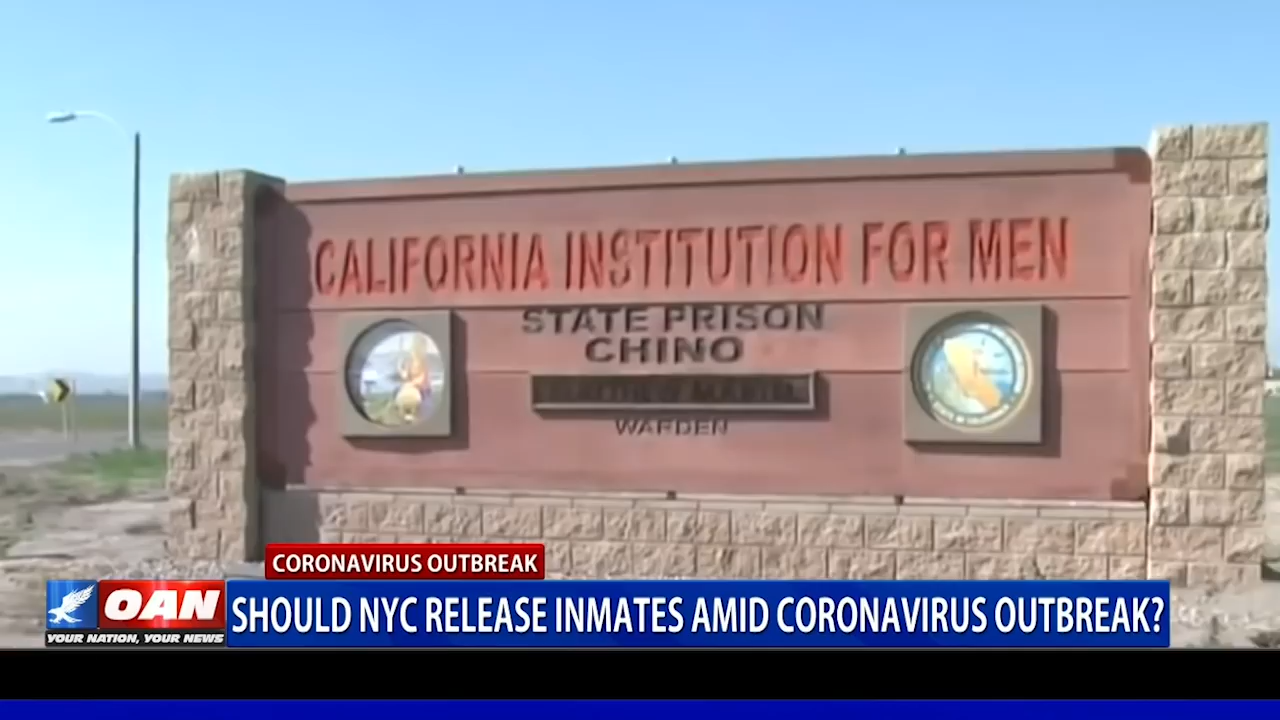 CALIFORNIA INSTITUTION FOR MEN
STATE PRISON
CHINO
WARDEN
CORONAVIRUS OUTBREAK
OAN
YOUR NATION, YOUR NEWS
SHOULD NYC RELEASE INMATES AMID CORONAVIRUS OUTBREAK?